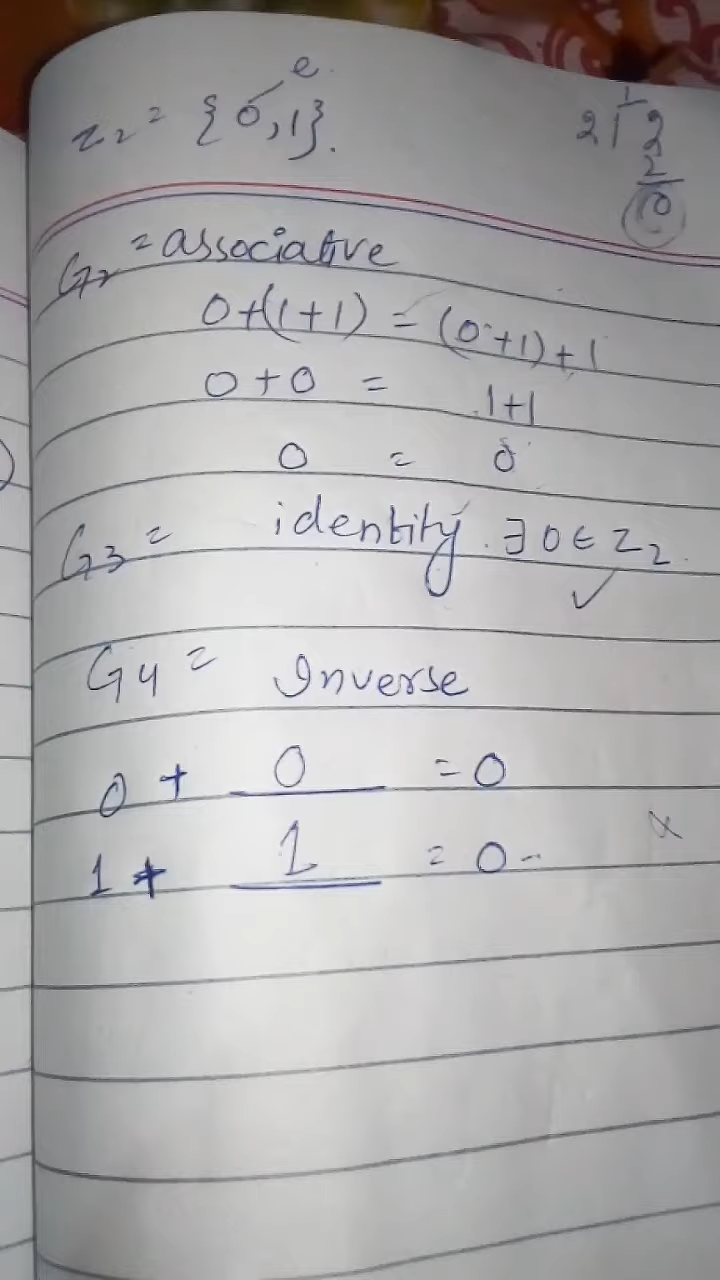 e.
z₂ = {0, 1}.
1
2 | 2
2
0
G₂ = associative
0+(1+1) = (0+1)+1
0+0 = 1+1
0 = 0
G₃ = identity. ∃ 0 ∈ Z₂.
✓
G4 = Inverse
0 + 0 = 0
1 + 1 = 0